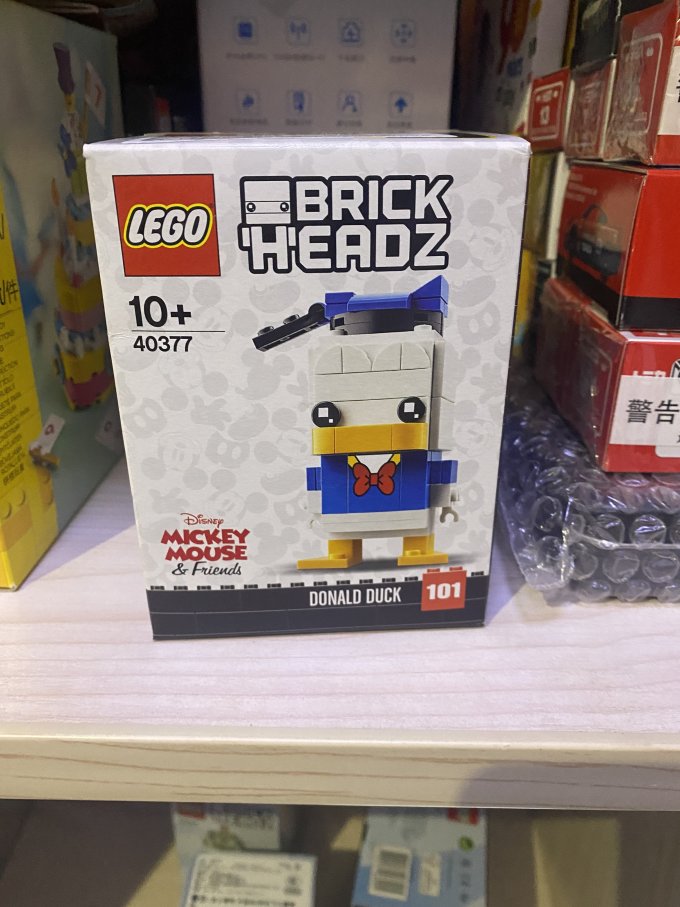 LEGO
BRICK
HEADZ
10+
40377
Disney
MICKEY
MOUSE
& Friends
DONALD DUCK
101
警告